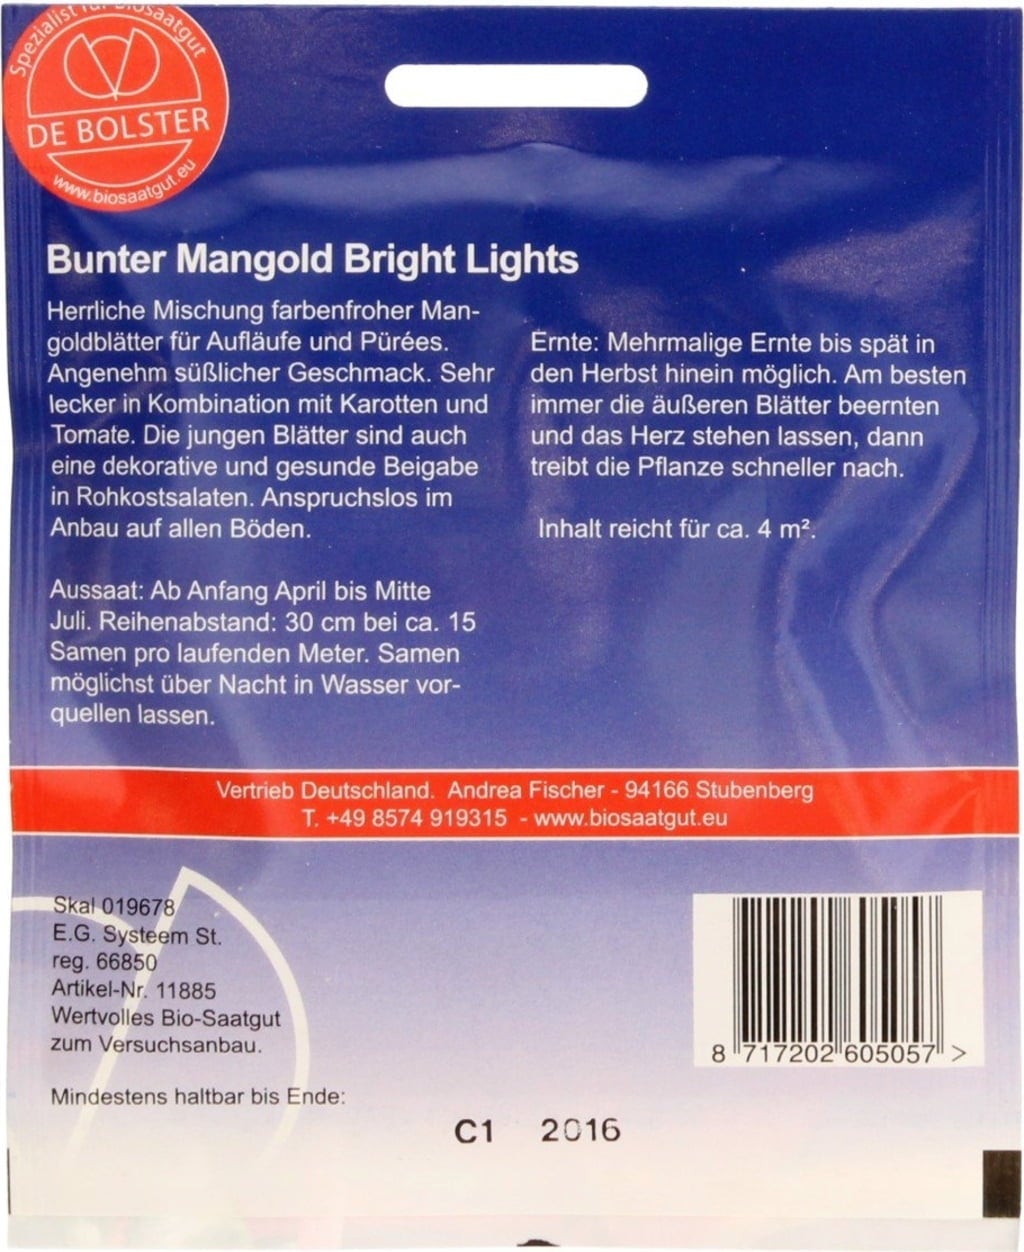 Spezialist für Biosaatgut
DE BOLSTER
www.biosaatgut.eu
Bunter Mangold Bright Lights
Herrliche Mischung farbenfroher Man-
goldblätter für Aufläufe und Pürées.
Angenehm süßlicher Geschmack. Sehr
lecker in Kombination mit Karotten und
Tomate. Die jungen Blätter sind auch
eine dekorative und gesunde Beigabe
in Rohkostsalaten. Anspruchslos im
Anbau auf allen Böden.
Aussaat: Ab Anfang April bis Mitte
Juli. Reihenabstand: 30 cm bei ca. 15
Samen pro laufenden Meter. Samen
möglichst über Nacht in Wasser vor-
quellen lassen.
Ernte: Mehrmalige Ernte bis spät in
den Herbst hinein möglich. Am besten
immer die äußeren Blätter beernten
und das Herz stehen lassen, dann
treibt die Pflanze schneller nach.
Inhalt reicht für ca. 4 m².
Vertrieb Deutschland. Andrea Fischer - 94166 Stubenberg
T. +49 8574 919315 - www.biosaatgut.eu
Skal 019678
E.G. Systeem St.
reg. 66850
Artikel-Nr. 11885
Wertvolles Bio-Saatgut
zum Versuchsanbau.
Mindestens haltbar bis Ende:
C1 2016
8 717202 605057 >